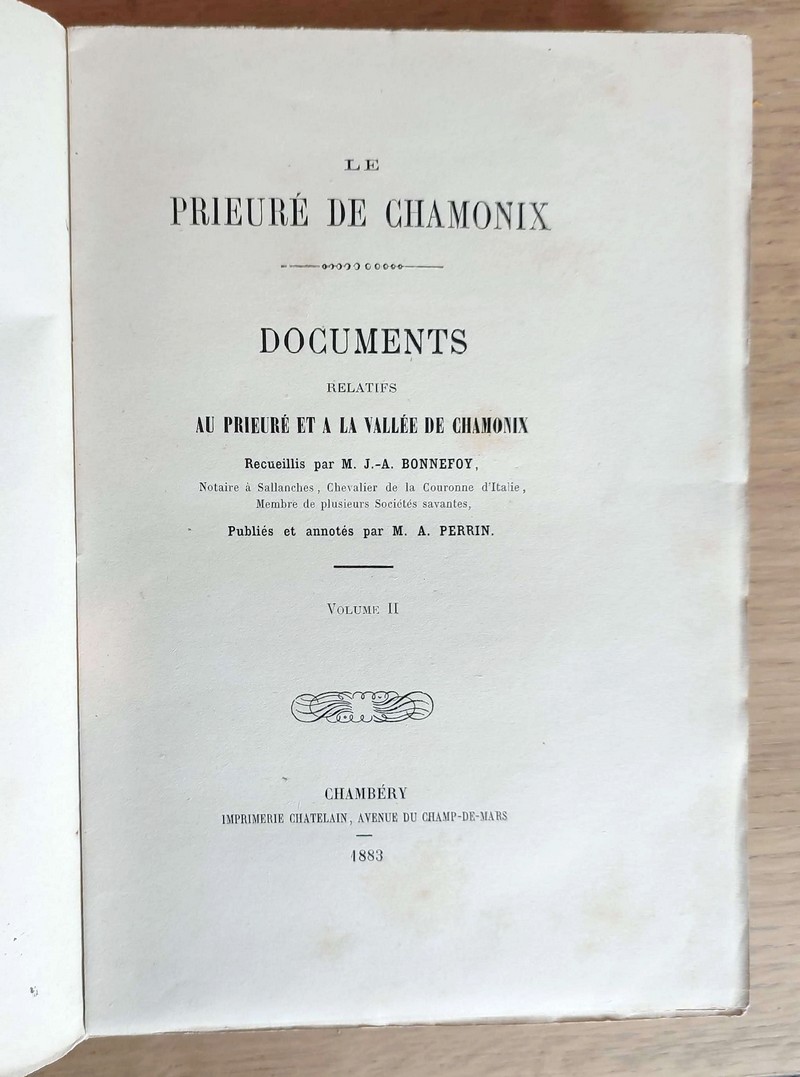 LE
PRIEURÉ DE CHAMONIX
DOCUMENTS
RELATIFS
AU PRIEURÉ ET A LA VALLÉE DE CHAMONIX
Recueillis par M. J.-A. BONNEFOY,
Notaire à Sallanches, Chevalier de la Couronne d'Italie,
Membre de plusieurs Sociétés savantes,
Publiés et annotés par M. A. PERRIN.
VOLUME II
CHAMBÉRY
IMPRIMERIE CHATELAIN, AVENUE DU CHAMP-DE-MARS
1883